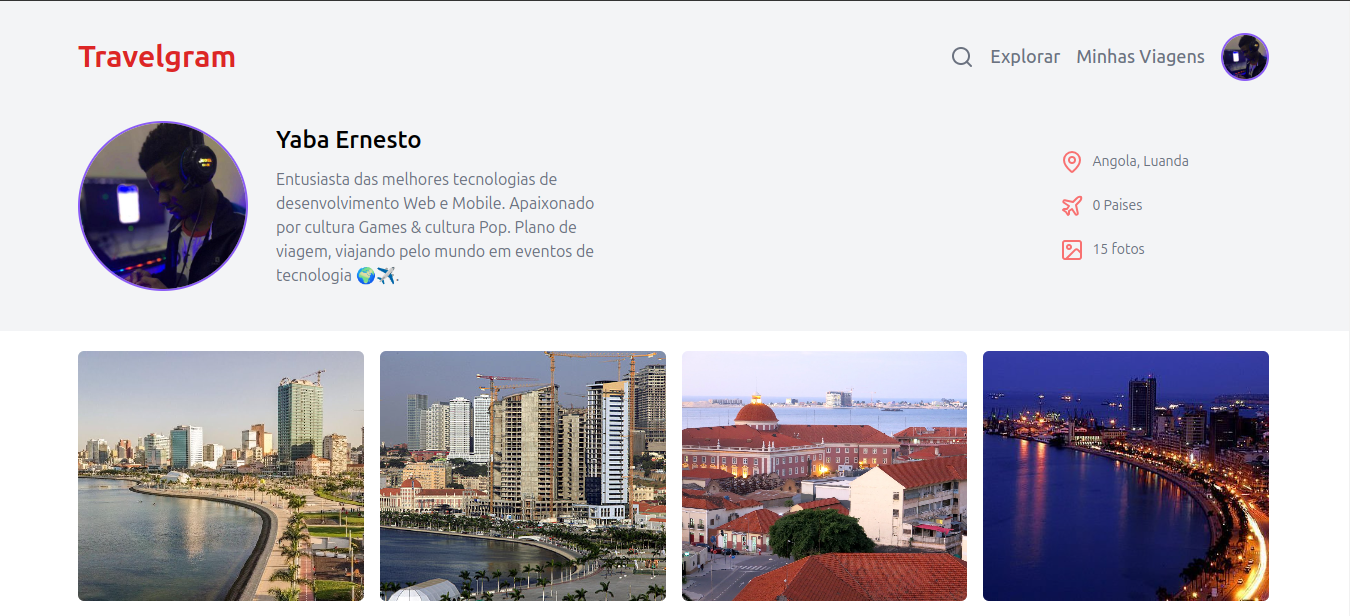 Travelgram
Explorar
Minhas Viagens
Yaba Ernesto
Entusiasta das melhores tecnologias de
desenvolvimento Web e Mobile. Apaixonado
por cultura Games & cultura Pop. Plano de
viagem, viajando pelo mundo em eventos de
tecnologia 🌍✈️.
Angola, Luanda
0 Paises
15 fotos